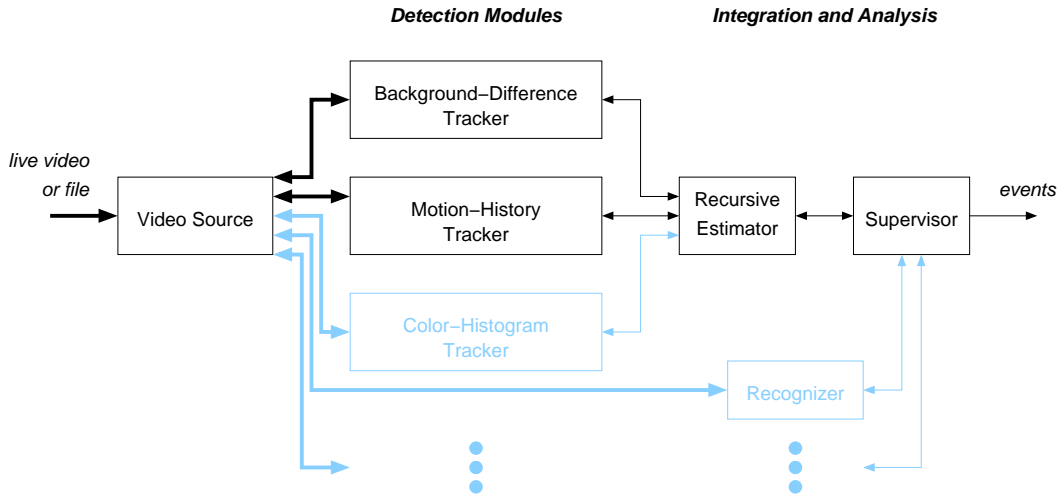 Detection Modules
Integration and Analysis
Background−Difference
Tracker
live video
or file
Video Source
Motion−History
Tracker
Recursive
Estimator
Supervisor
events
Color−Histogram
Tracker
Recognizer